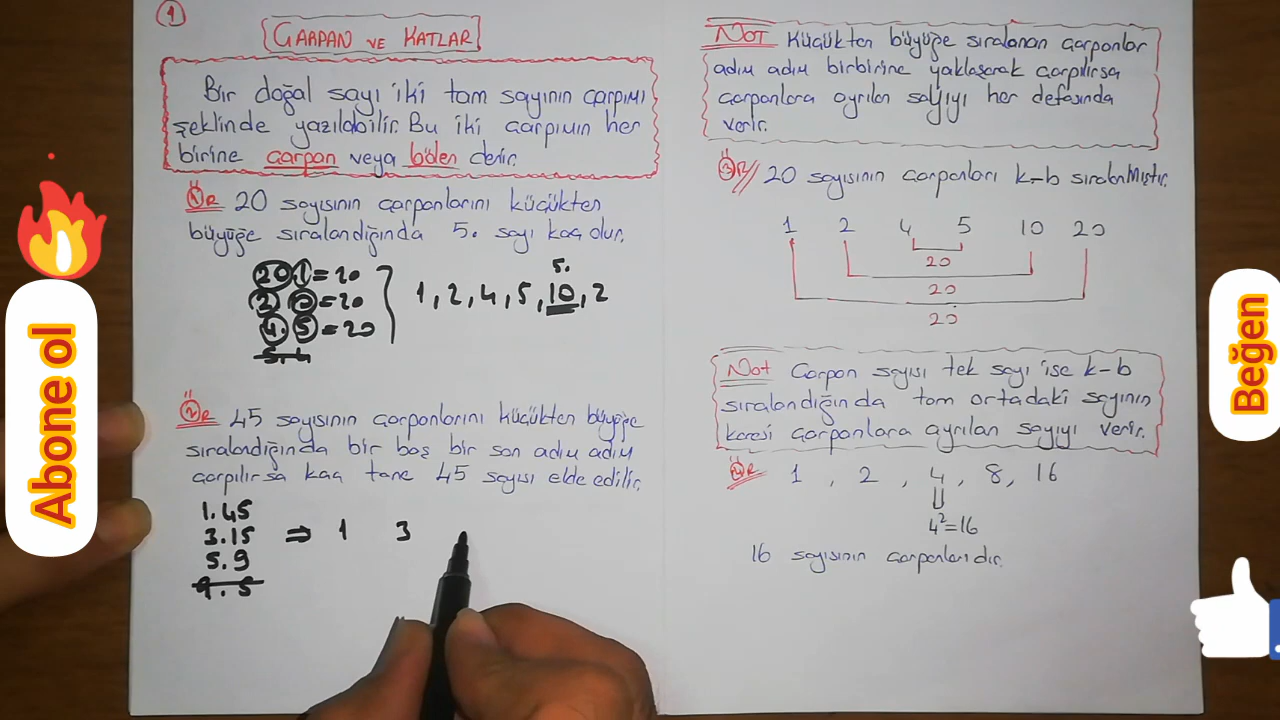 1
ÇARPAN VE KATLAR
Bir doğal sayı iki tam sayının çarpımı
şeklinde yazılabilir. Bu iki çarpımın her
birine çarpan veya bölen denir.
ÖR 20 sayısının çarpanlarını küçükten
büyüğe sıralandığında 5. sayı kaç olur.
20 1 = 20
2 = 20
4. 5 = 20
5.4
5.
1, 2, 4, 5, 10, 2
ÖR 45 sayısının çarpanlarını küçükten büyüğe
sıralandığında bir baş bir son adım adım
çarpılırsa kaç tane 45 sayısı elde edilir.
1.45
3.15 ⇒ 1 3
5.9
9.5
Not Küçükten büyüğe sıralanan çarpanlar
adım adım birbirine yaklaşarak çarpılırsa
çarpanlara ayrılan sayıyı her defasında
verir.
ÖR// 20 sayısının çarpanları k-b sıralanmıştır.
1 2 4 5 10 20
20
20
20
Not Çarpan sayısı tek sayı ise k-b
sıralandığında tam ortadaki sayının
karesi çarpanlara ayrılan sayıyı verir.
ÖR 1, 2, 4, 8, 16
4²=16
16 sayısının çarpanlarıdır.
Abone ol
Beğen